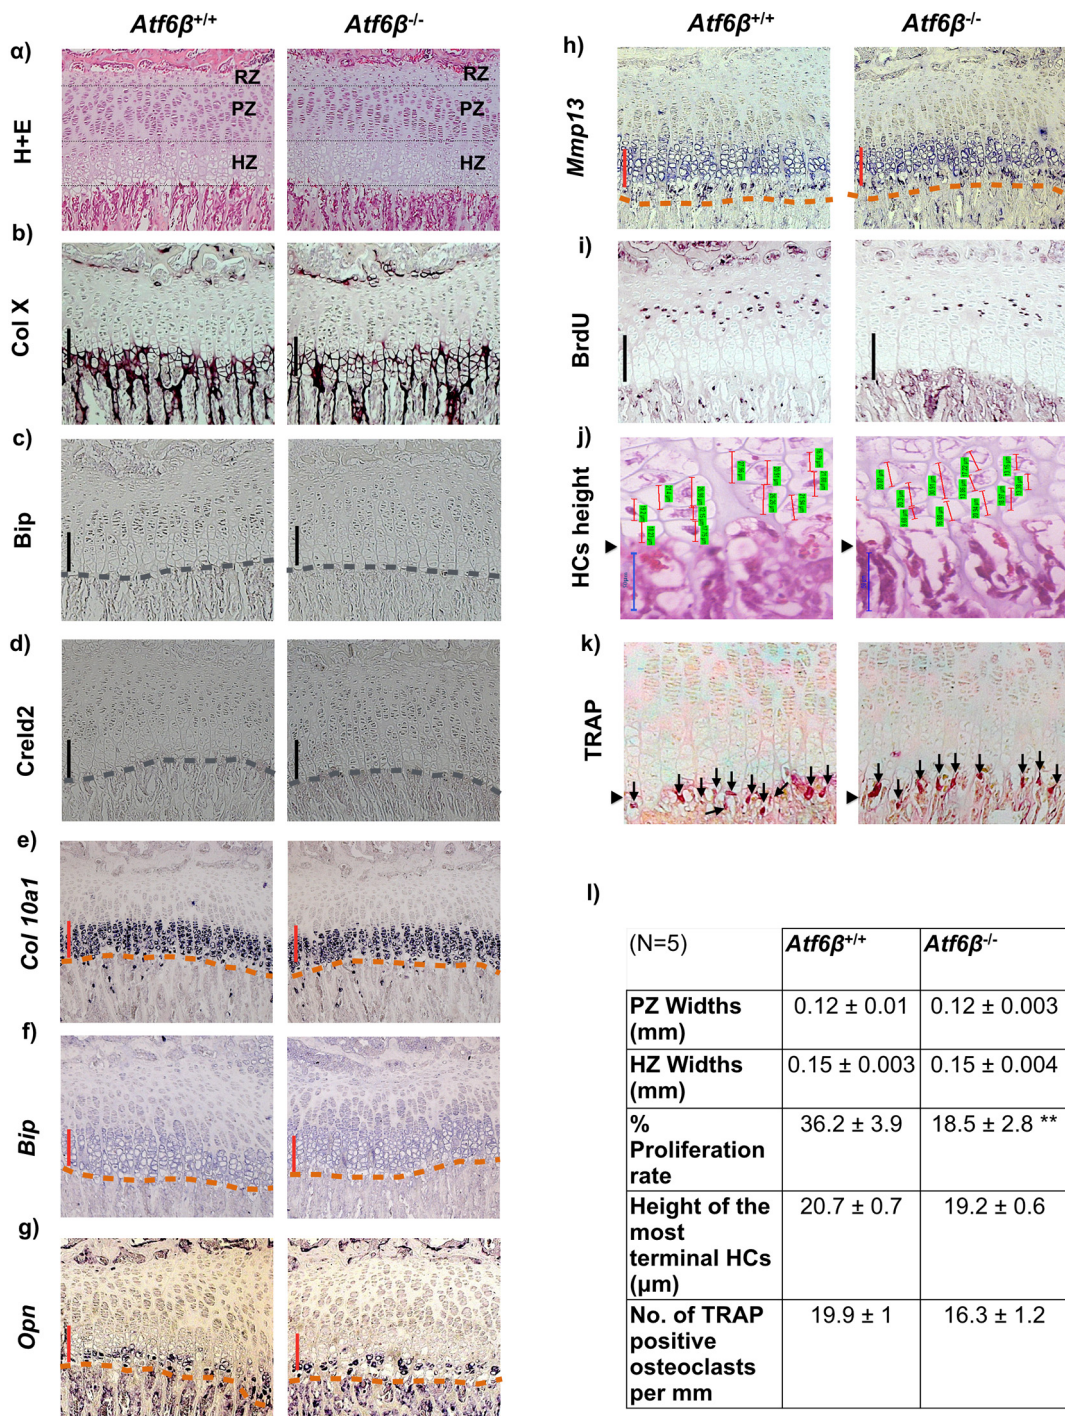 Atf6β+/+
Atf6β-/-
α)
H+E
RZ
PZ
HZ
RZ
PZ
HZ
b)
Col X
c)
Bip
d)
Creld2
e)
Col 10a1
f)
Bip
g)
Opn
Atf6β+/+
Atf6β-/-
h)
Mmp13
i)
BrdU
j)
HCs height
k)
TRAP
l)
(N=5)
Atf6β+/+
Atf6β-/-
PZ Widths
(mm)
0.12 ± 0.01
0.12 ± 0.003
HZ Widths
(mm)
0.15 ± 0.003
0.15 ± 0.004
%
Proliferation
rate
36.2 ± 3.9
18.5 ± 2.8 **
Height of the
most
terminal HCs
(µm)
20.7 ± 0.7
19.2 ± 0.6
No. of TRAP
positive
osteoclasts
per mm
19.9 ± 1
16.3 ± 1.2